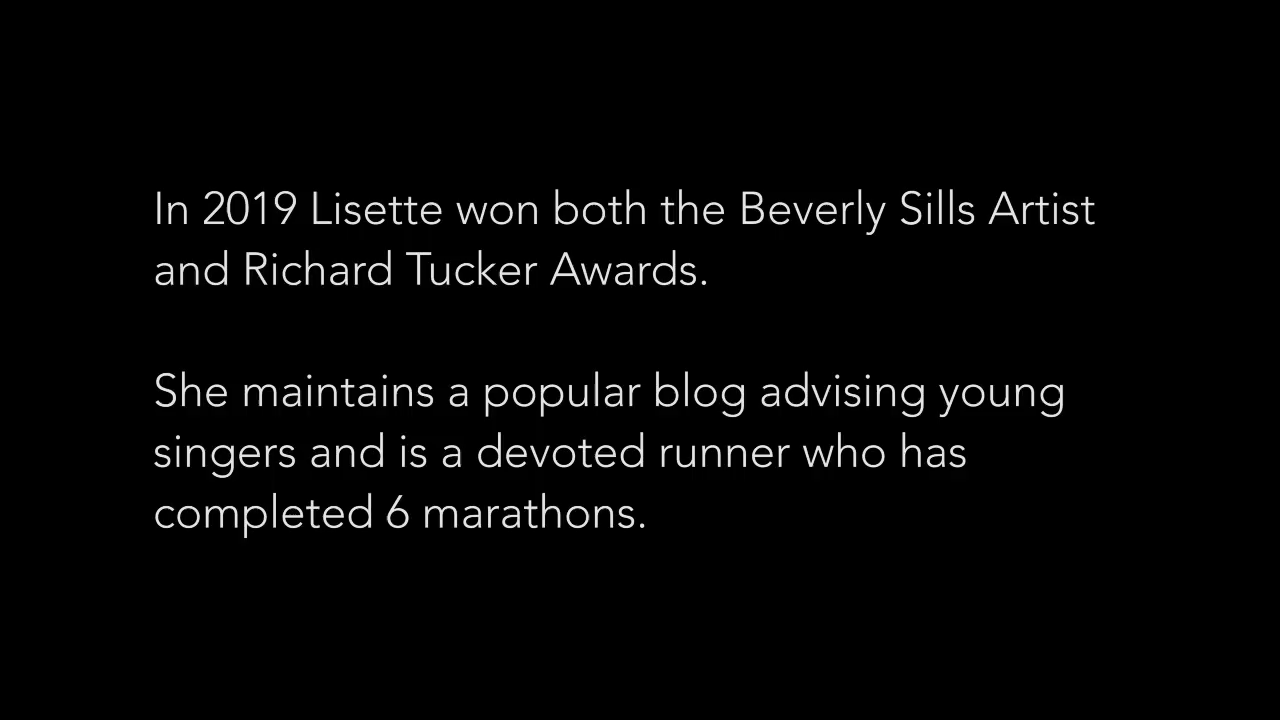 In 2019 Lisette won both the Beverly Sills Artist
and Richard Tucker Awards.
She maintains a popular blog advising young
singers and is a devoted runner who has
completed 6 marathons.